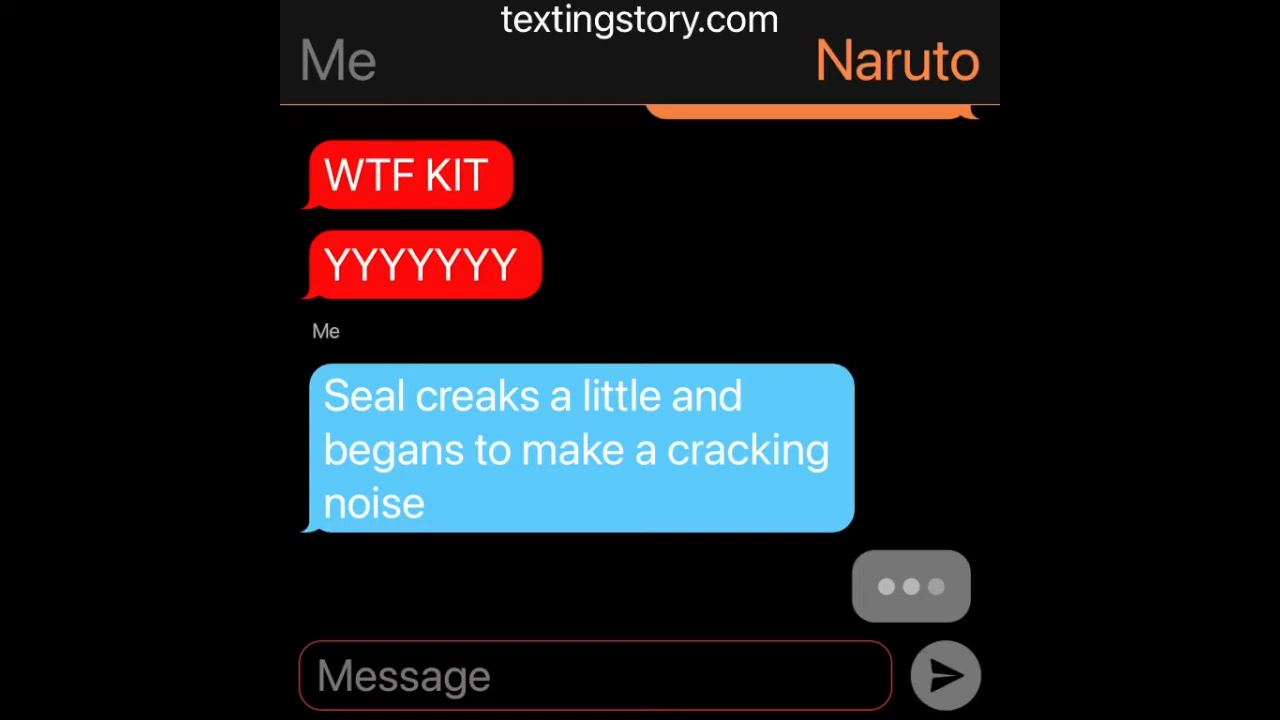 textingstory.com
Me
Naruto
WTF KIT
YYYYYYY
Me
Seal creaks a little and
begans to make a cracking
noise
Message